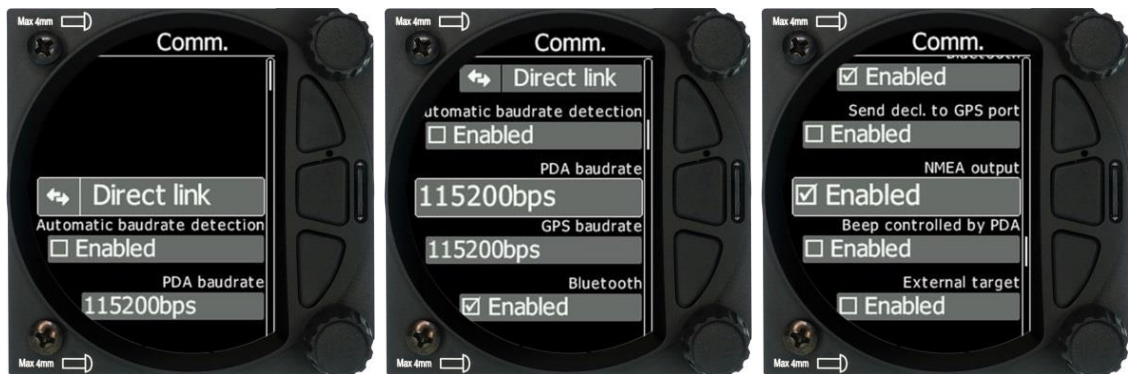 Max 4mm
Comm.
Direct link
Automatic baudrate detection
Enabled
PDA baudrate
115200bps
Max 4mm
Max 4mm
Comm.
Direct link
utomatic baudrate detection
Enabled
PDA baudrate
115200bps
GPS baudrate
115200bps
Bluetooth
Enabled
Max 4mm
Max 4mm
Comm.
Bluetooth
Enabled
Send decl. to GPS port
Enabled
NMEA output
Enabled
Beep controlled by PDA
Enabled
External target
Enabled
Max 4mm